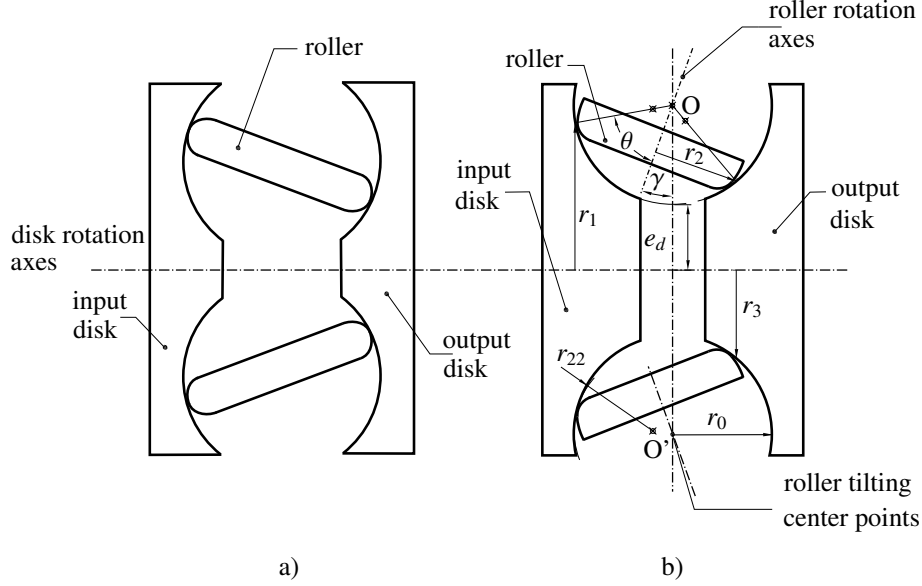 roller
disk rotation
axes
input
disk
output
disk
a)
roller rotation
axes
roller
O
θ
r₂
γ
input
disk
r₁
e_d
output
disk
r₃
r₂₂
r₀
O'
roller tilting
center points
b)